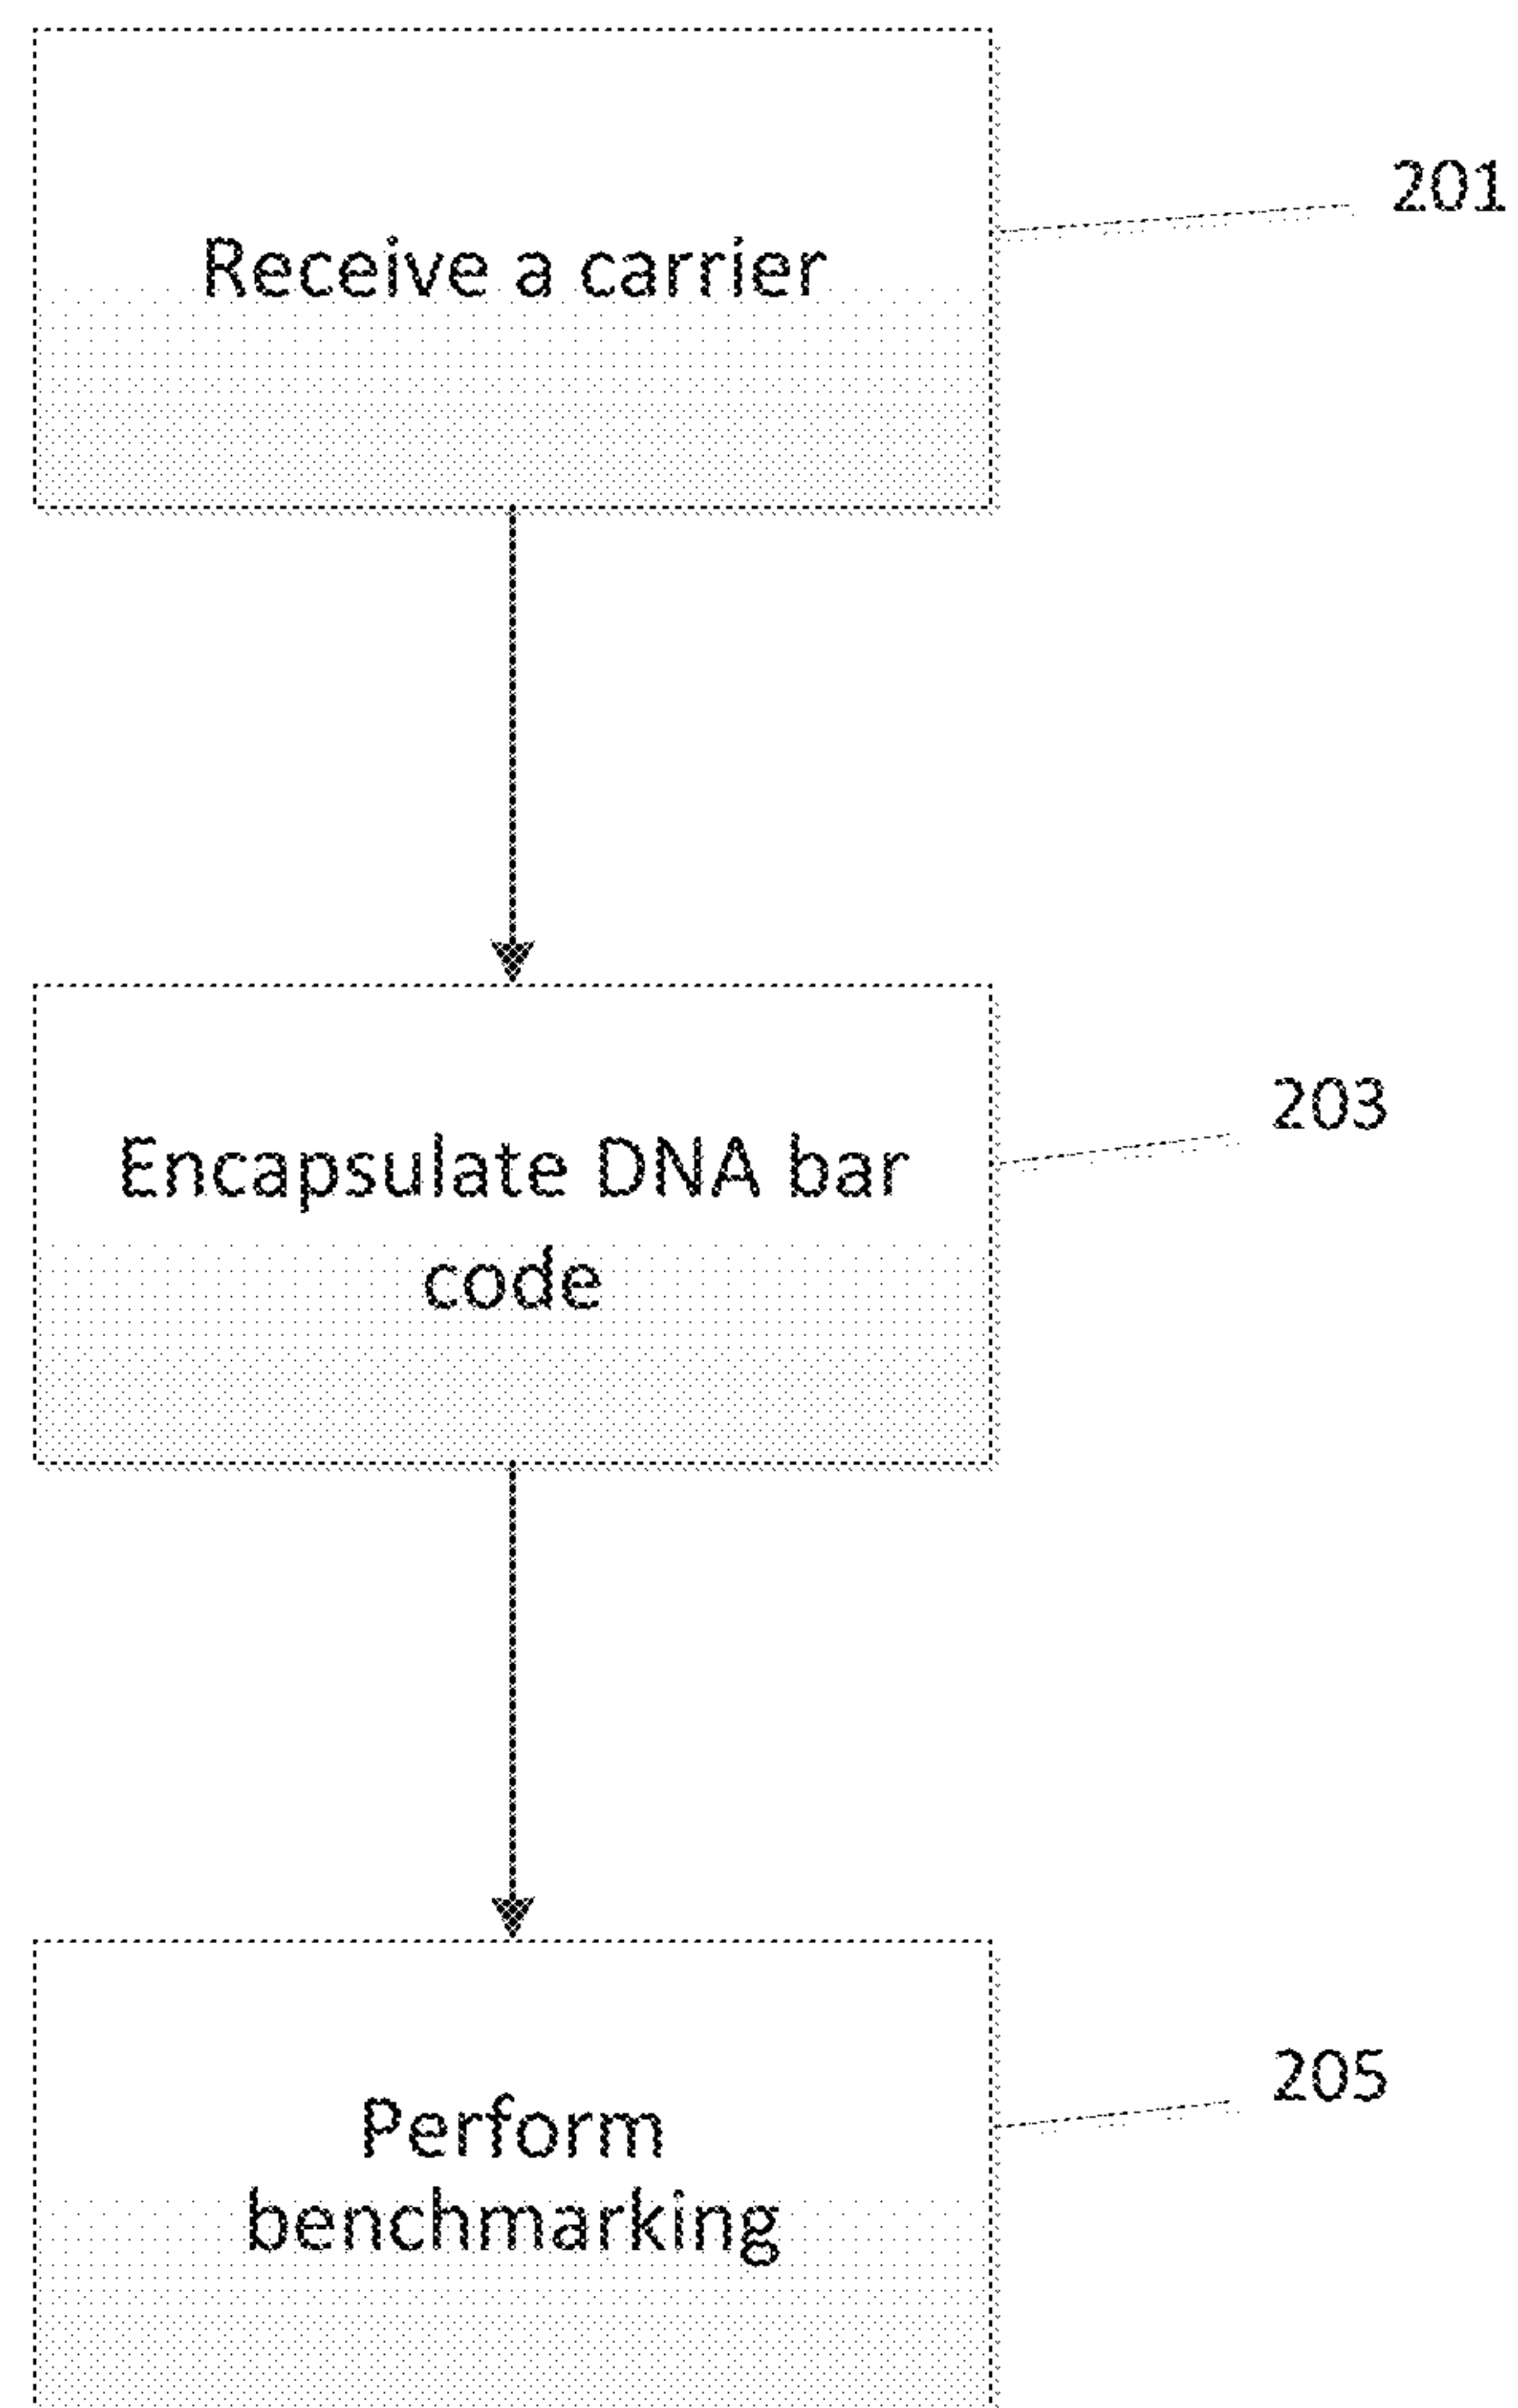 Receive a carrier
201
Encapsulate DNA bar
code
203
Perform
benchmarking
205